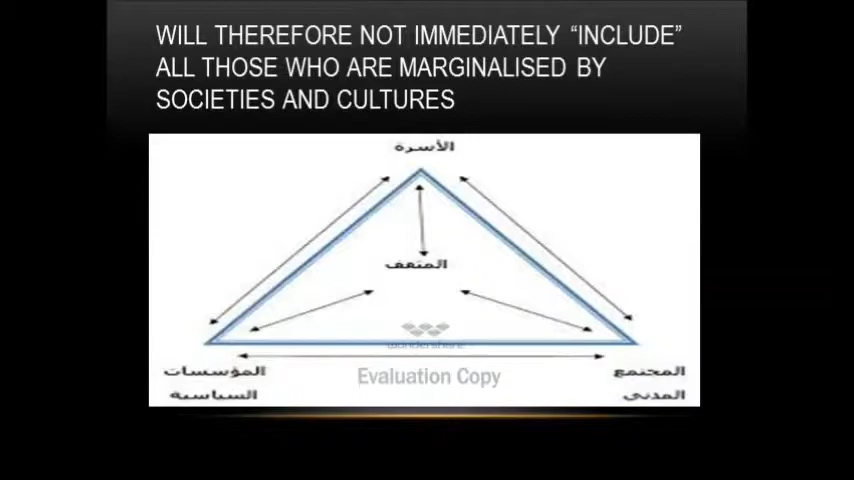 WILL THEREFORE NOT IMMEDIATELY “INCLUDE”
ALL THOSE WHO ARE MARGINALISED BY
SOCIETIES AND CULTURES
الأسرة
المثقف
wondershare
المؤسسات
السياسية
Evaluation Copy
المجتمع
المدني